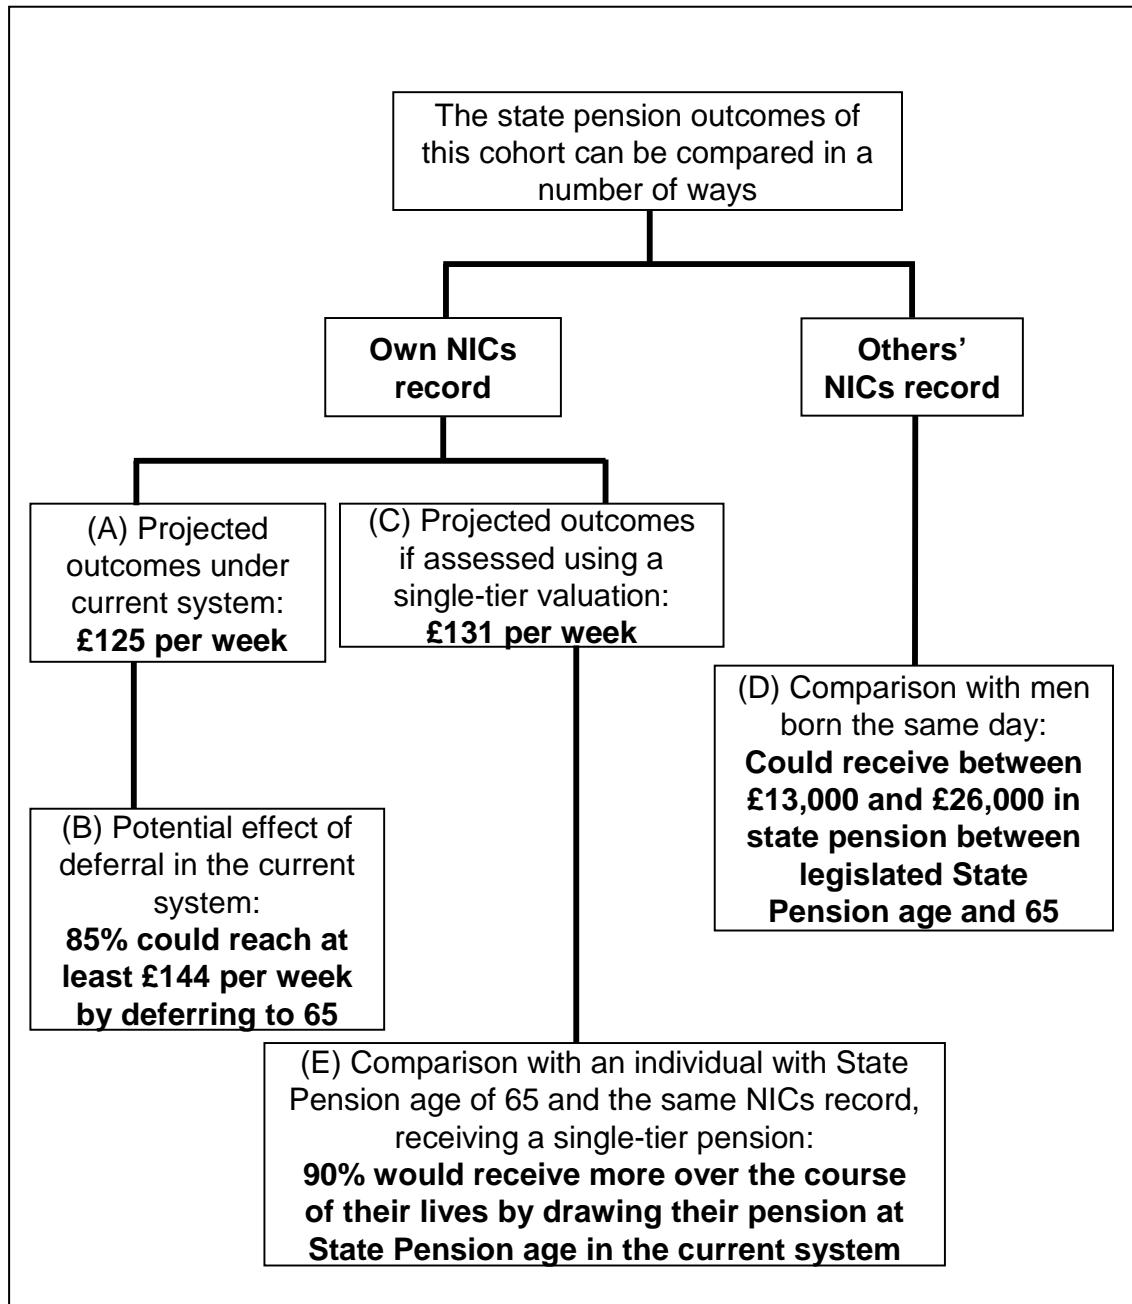 The state pension outcomes of
this cohort can be compared in a
number of ways
Own NICs
record
Others’
NICs record
(A) Projected
outcomes under
current system:
£125 per week
(C) Projected outcomes
if assessed using a
single-tier valuation:
£131 per week
(D) Comparison with men
born the same day:
Could receive between
£13,000 and £26,000 in
state pension between
legislated State
Pension age and 65
(B) Potential effect of
deferral in the current
system:
85% could reach at
least £144 per week
by deferring to 65
(E) Comparison with an individual with State
Pension age of 65 and the same NICs record,
receiving a single-tier pension:
90% would receive more over the course
of their lives by drawing their pension at
State Pension age in the current system